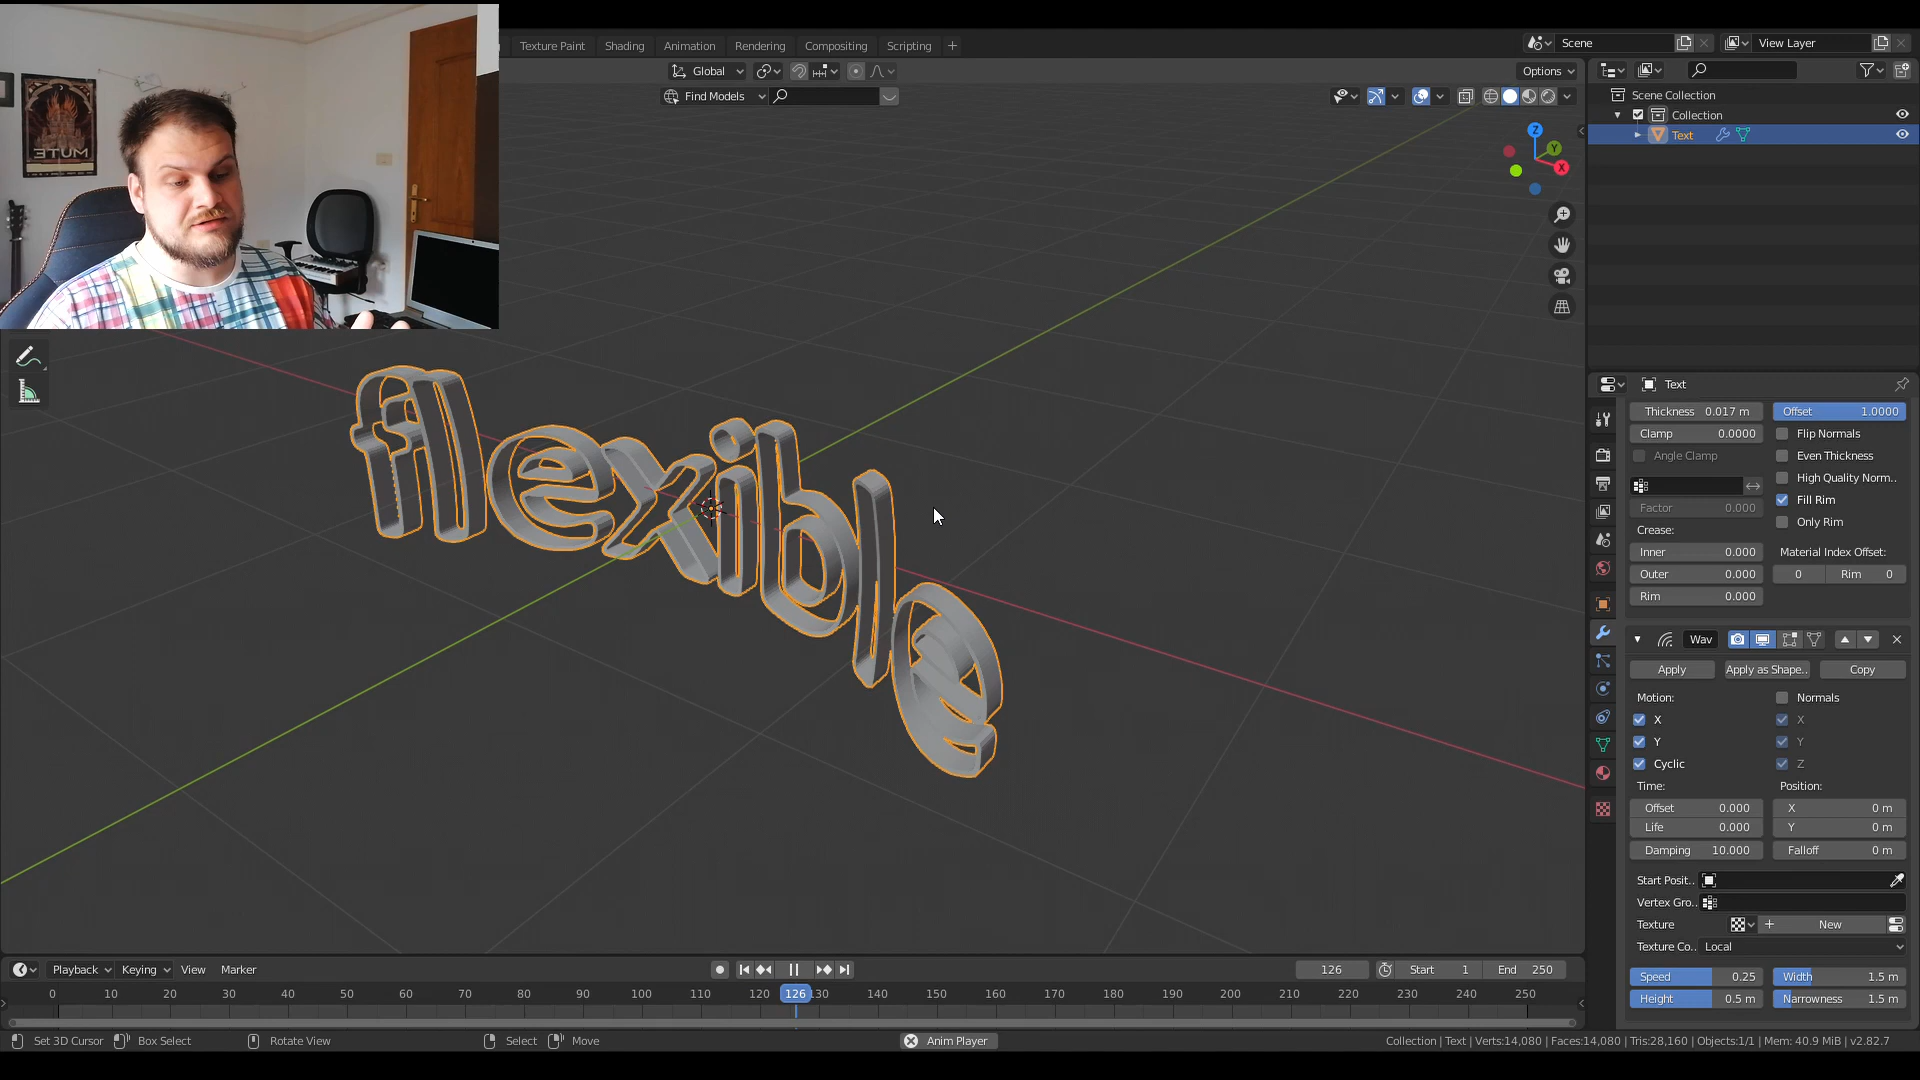 Texture Paint Shading Animation Rendering Compositing Scripting +
Scene View Layer
Global Options
Find Models
Scene Collection
Collection
Text
MUTE
Z
Y
X
flexible
Text
Thickness 0.017 m Offset 1.0000
Clamp 0.0000 Flip Normals
Angle Clamp Even Thickness
High Quality Norm..
Fill Rim
Factor 0.000
Only Rim
Crease:
Inner 0.000 Material Index Offset:
Outer 0.000 0 Rim 0
Rim 0.000
Wav
Apply Apply as Shape.. Copy
Motion: Normals
X X
Y Y
Cyclic Z
Time: Position:
Offset 0.000 X 0 m
Life 0.000 Y 0 m
Damping 10.000 Falloff 0 m
Start Posit..
Vertex Gro..
Texture + New
Texture Co.. Local
Speed 0.25 Width 1.5 m
Height 0.5 m Narrowness 1.5 m
Playback Keying View Marker 126 Start 1 End 250
0 10 20 30 40 50 60 70 80 90 100 110 120 126 130 140 150 160 170 180 190 200 210 220 230 240 250
Set 3D Cursor Box Select Rotate View Select Move Anim Player Collection | Text | Verts:14,080 | Faces:14,080 | Tris:28,160 | Objects:1/1 | Mem: 40.9 MiB | v2.82.7